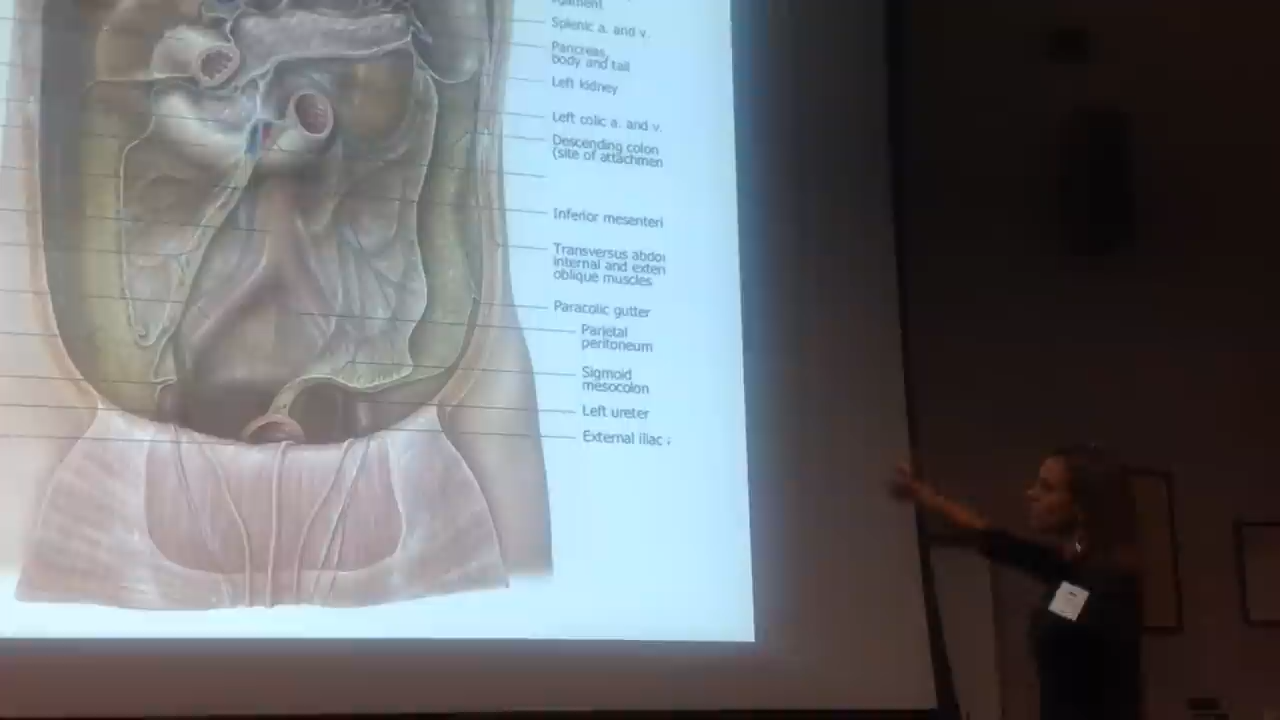 ligament
Splenic a. and v.
Pancreas,
body and tail
Left kidney
Left colic a. and v.
Descending colon
(site of attachmen
Inferior mesenteri
Transversus abdo
internal and exten
oblique muscles
Paracolic gutter
Parietal
peritoneum
Sigmoid
mesocolon
Left ureter
External iliac